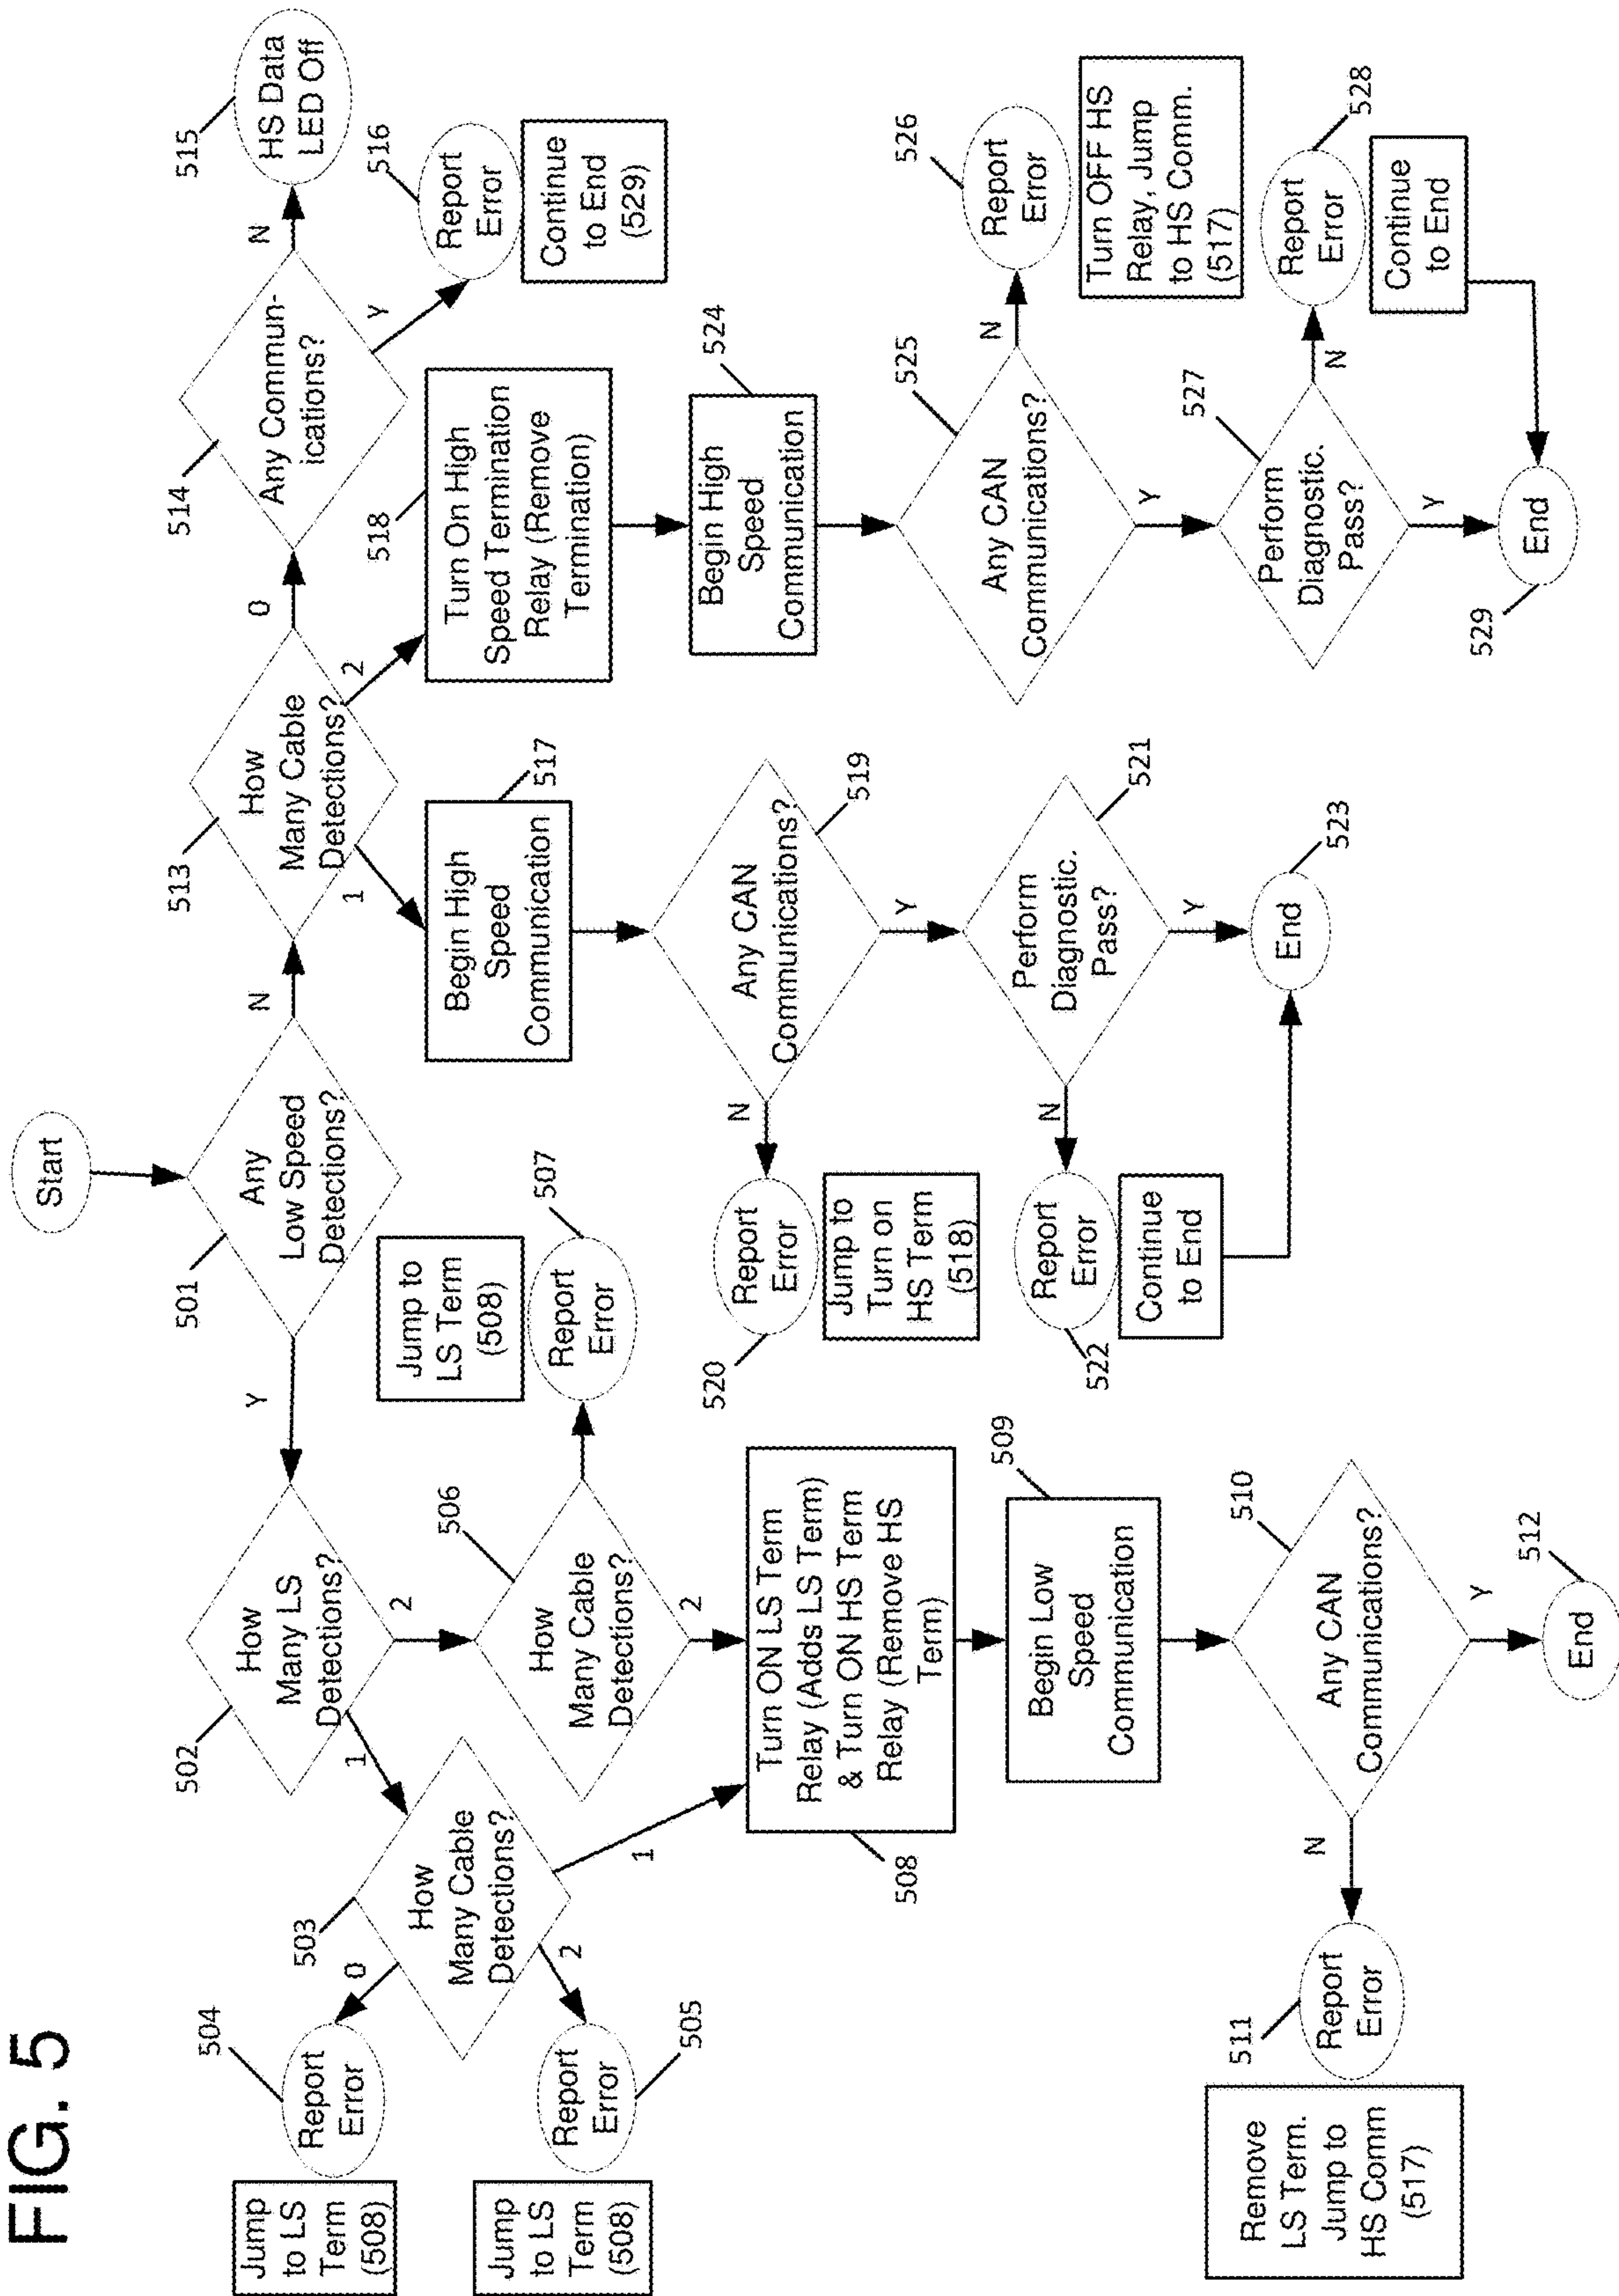 FIG. 5
Start
501
Any
Low Speed
Detections?
Y
N
502
How
Many LS
Detections?
1
2
503
How
Many Cable
Detections?
0
1
2
504
Report
Error
Jump
to LS
Term
(508)
505
Report
Error
Jump
to LS
Term
(508)
506
How
Many Cable
Detections?
2
507
Report
Error
Jump to
LS Term
(508)
508
Turn ON LS Term
Relay (Adds LS Term)
& Turn ON HS Term
Relay (Remove HS
Term)
509
Begin Low
Speed
Communication
510
Any CAN
Communications?
N
Y
511
Report
Error
Remove
LS Term.
Jump to
HS Comm
(517)
512
End
513
How
Many Cable
Detections?
0
1
2
514
Any Commun-
ications?
N
Y
515
HS Data
LED Off
516
Report
Error
Continue
to End
(529)
517
Begin High
Speed
Communication
518
Turn On High
Speed Termination
Relay (Remove
Termination)
519
Any CAN
Communications?
N
Y
520
Report
Error
Jump to
Turn on
HS Term
(518)
521
Perform
Diagnostic.
Pass?
N
Y
522
Report
Error
Continue
to End
523
End
524
Begin High
Speed
Communication
525
Any CAN
Communications?
N
Y
526
Report
Error
Turn OFF HS
Relay, Jump
to HS Comm.
(517)
527
Perform
Diagnostic.
Pass?
N
Y
528
Report
Error
Continue
to End
529
End